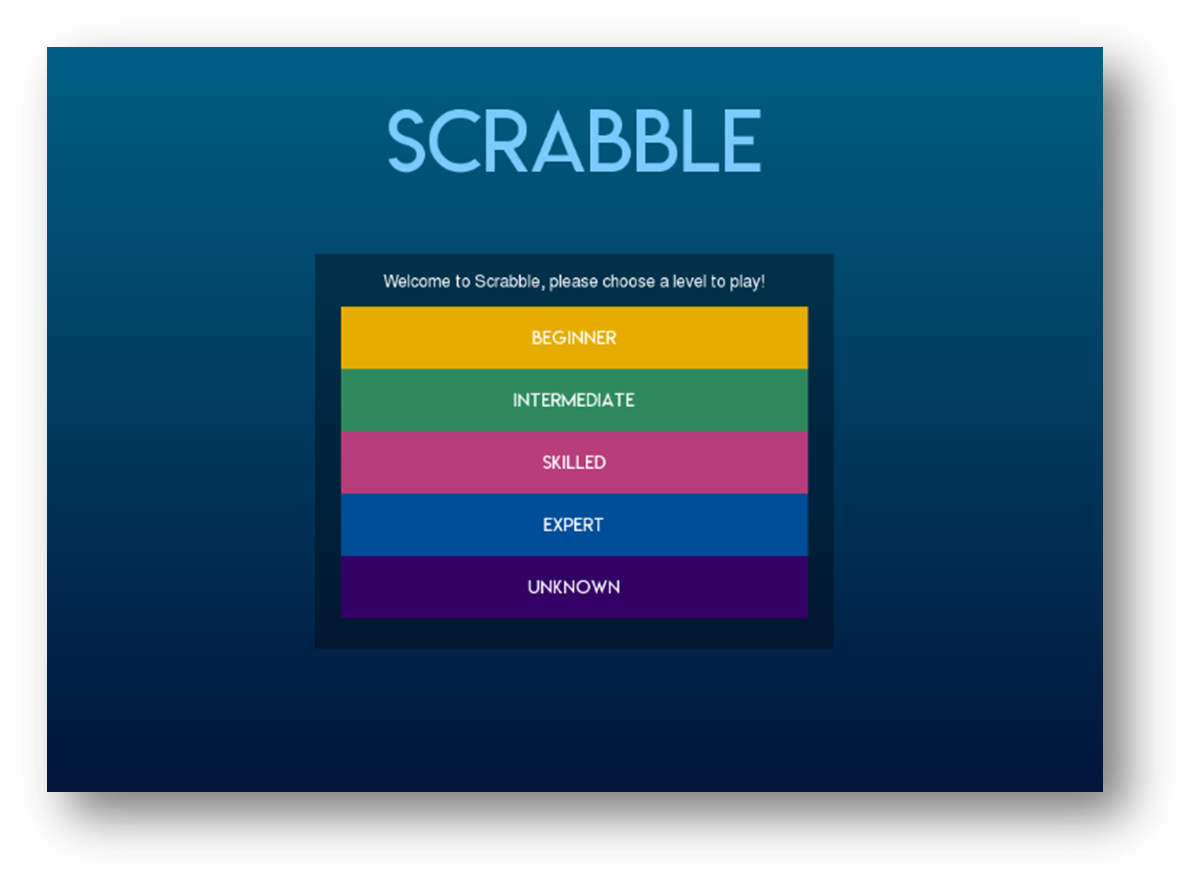 SCRABBLE
Welcome to Scrabble, please choose a level to play!
BEGINNER
INTERMEDIATE
SKILLED
EXPERT
UNKNOWN